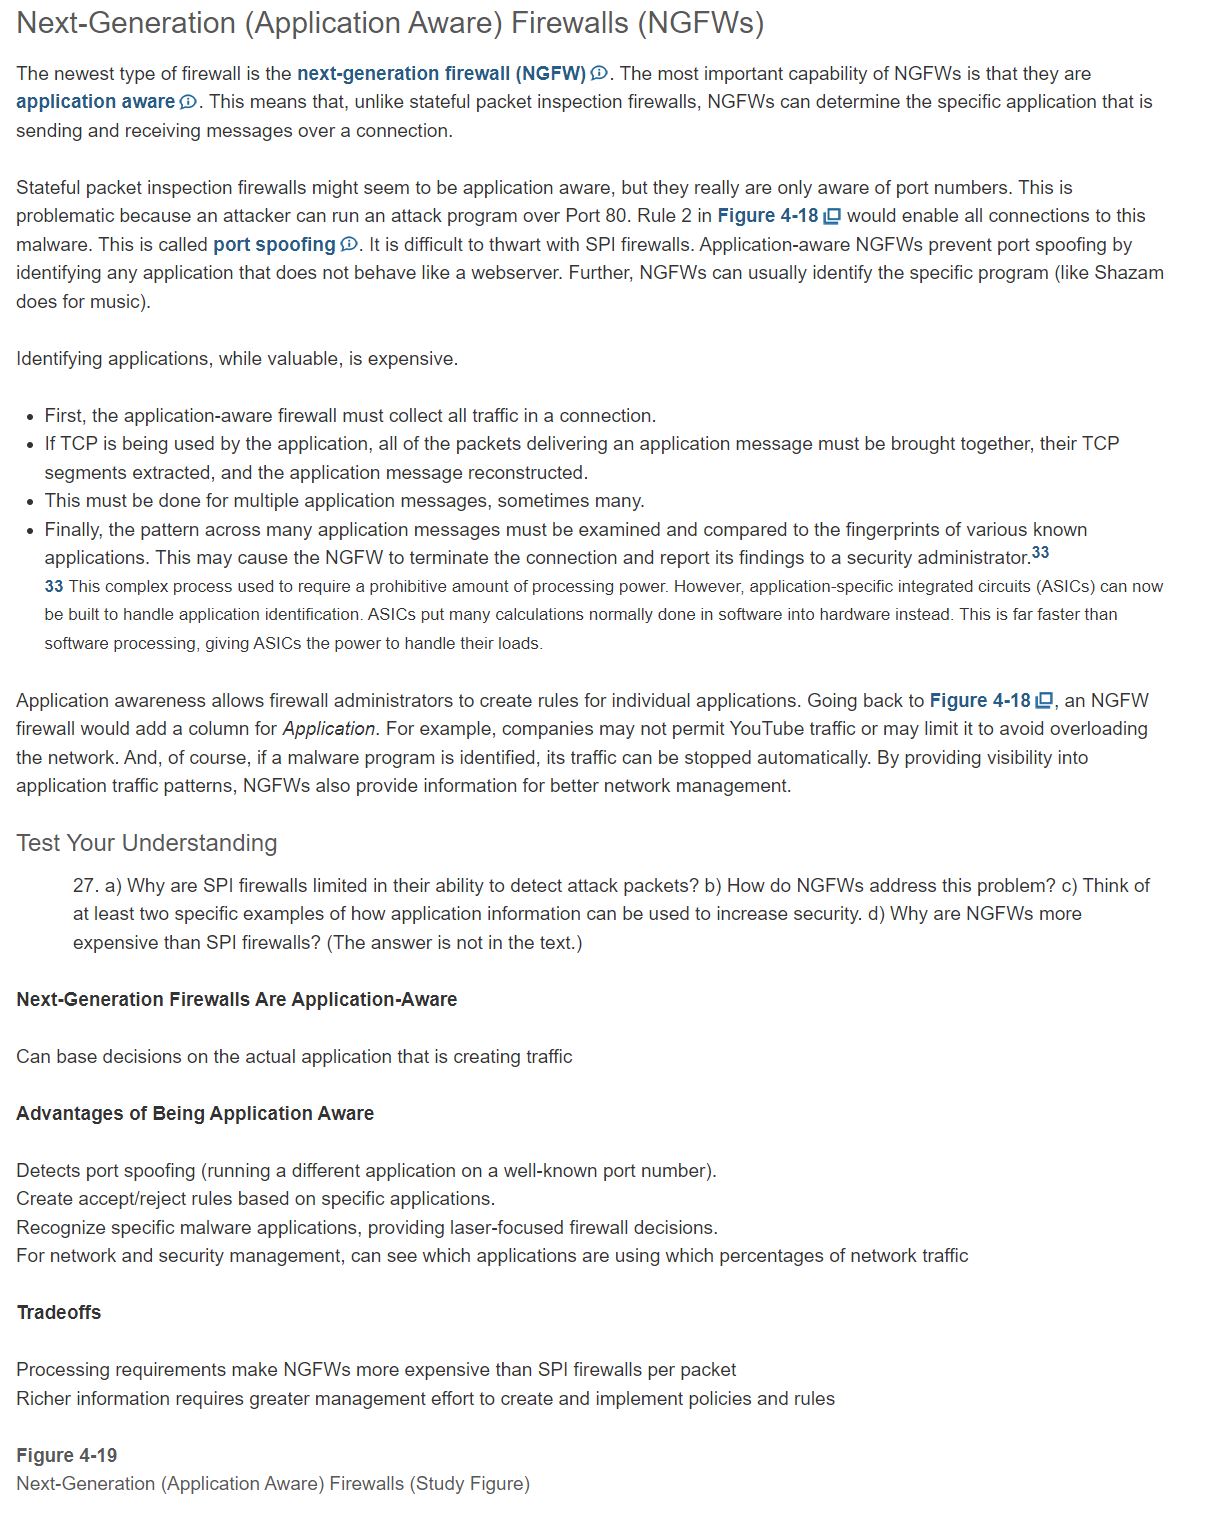 Next-Generation (Application Aware) Firewalls (NGFWs)
The newest type of firewall is the next-generation firewall (NGFW). The most important capability of NGFWs is that they are
application aware. This means that, unlike stateful packet inspection firewalls, NGFWs can determine the specific application that is
sending and receiving messages over a connection.
Stateful packet inspection firewalls might seem to be application aware, but they really are only aware of port numbers. This is
problematic because an attacker can run an attack program over Port 80. Rule 2 in Figure 4-18 would enable all connections to this
malware. This is called port spoofing. It is difficult to thwart with SPI firewalls. Application-aware NGFWs prevent port spoofing by
identifying any application that does not behave like a webserver. Further, NGFWs can usually identify the specific program (like Shazam
does for music).
Identifying applications, while valuable, is expensive.
• First, the application-aware firewall must collect all traffic in a connection.
• If TCP is being used by the application, all of the packets delivering an application message must be brought together, their TCP
segments extracted, and the application message reconstructed.
• This must be done for multiple application messages, sometimes many.
• Finally, the pattern across many application messages must be examined and compared to the fingerprints of various known
applications. This may cause the NGFW to terminate the connection and report its findings to a security administrator.33
33 This complex process used to require a prohibitive amount of processing power. However, application-specific integrated circuits (ASICs) can now
be built to handle application identification. ASICs put many calculations normally done in software into hardware instead. This is far faster than
software processing, giving ASICs the power to handle their loads.
Application awareness allows firewall administrators to create rules for individual applications. Going back to Figure 4-18, an NGFW
firewall would add a column for Application. For example, companies may not permit YouTube traffic or may limit it to avoid overloading
the network. And, of course, if a malware program is identified, its traffic can be stopped automatically. By providing visibility into
application traffic patterns, NGFWs also provide information for better network management.
Test Your Understanding
27. a) Why are SPI firewalls limited in their ability to detect attack packets? b) How do NGFWs address this problem? c) Think of
at least two specific examples of how application information can be used to increase security. d) Why are NGFWs more
expensive than SPI firewalls? (The answer is not in the text.)
Next-Generation Firewalls Are Application-Aware
Can base decisions on the actual application that is creating traffic
Advantages of Being Application Aware
Detects port spoofing (running a different application on a well-known port number).
Create accept/reject rules based on specific applications.
Recognize specific malware applications, providing laser-focused firewall decisions.
For network and security management, can see which applications are using which percentages of network traffic
Tradeoffs
Processing requirements make NGFWs more expensive than SPI firewalls per packet
Richer information requires greater management effort to create and implement policies and rules
Figure 4-19
Next-Generation (Application Aware) Firewalls (Study Figure)